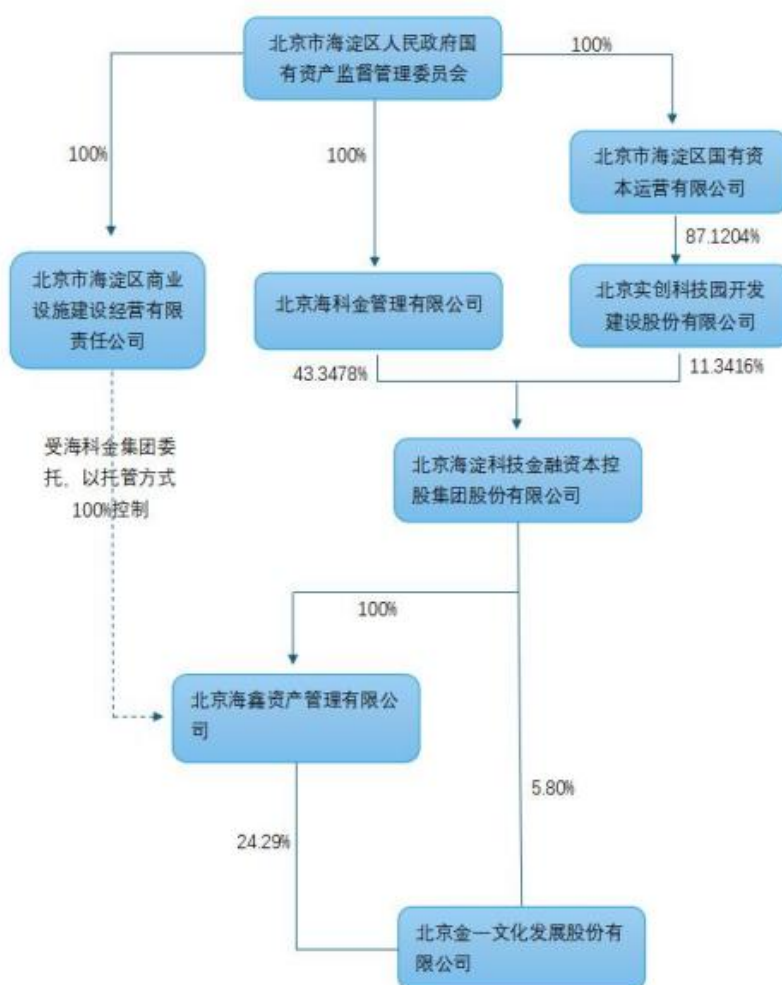 北京市海淀区人民政府国
有资产监督管理委员会
100%
100%
100%
北京市海淀区国有资
本运营有限公司
87.1204%
北京市海淀区商业
设施建设经营有限
责任公司
北京海科金管理有限公司
北京实创科技园开发
建设股份有限公司
43.3478%
11.3416%
受海科金集团委
托，以托管方式
100%控制
北京海淀科技金融资本控
股集团股份有限公司
100%
北京海鑫资产管理有限公
司
5.80%
24.29%
北京金一文化发展股份有
限公司